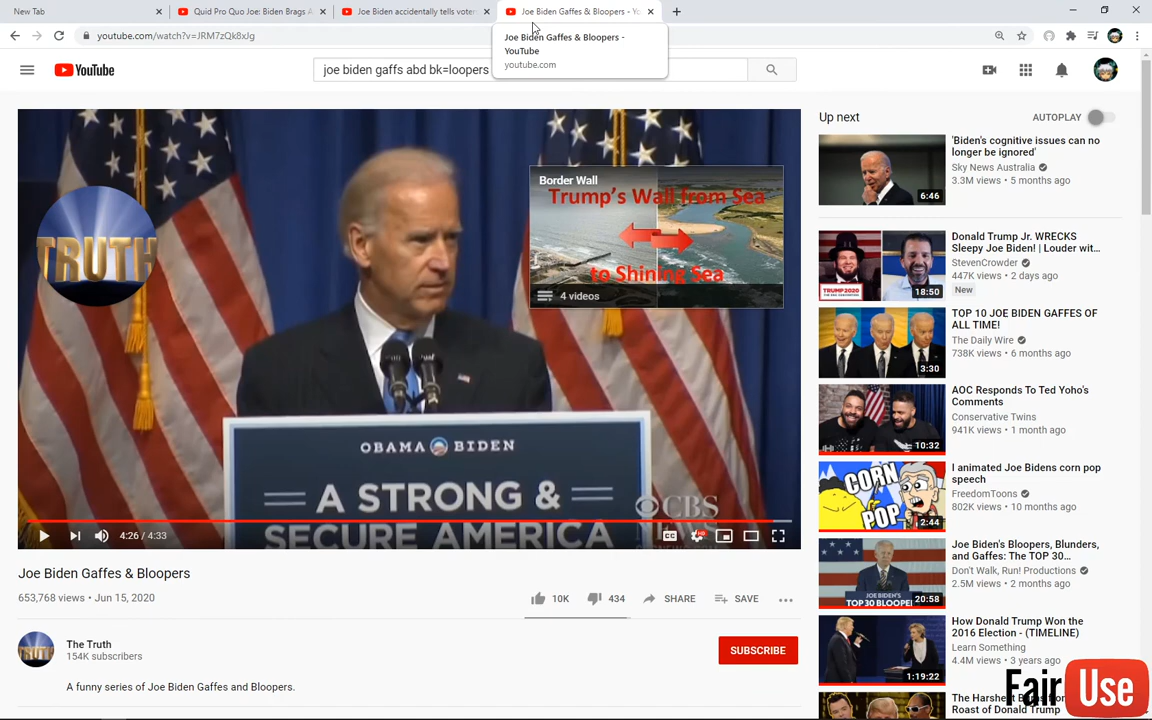 New Tab
Quid Pro Quo Joe: Biden Brags A
Joe Biden accidentally tells voter
Joe Biden Gaffes & Bloopers - Yo
youtube.com/watch?v=JRM7zQk8xIg
Joe Biden Gaffes & Bloopers -
YouTube
youtube.com
YouTube
joe biden gaffs abd bk=loopers
TRUTH
Border Wall
Trump's Wall from Sea
to Shining Sea
4 videos
OBAMA BIDEN
A STRONG &
SECURE AMERICA
CBS
CC
HD
4:26 / 4:33
Joe Biden Gaffes & Bloopers
653,768 views • Jun 15, 2020
10K
434
SHARE
SAVE
The Truth
154K subscribers
SUBSCRIBE
A funny series of Joe Biden Gaffes and Bloopers.
Up next
AUTOPLAY
6:46
'Biden's cognitive issues can no
longer be ignored'
Sky News Australia
3.3M views • 5 months ago
TRUMP 2020
18:50
Donald Trump Jr. WRECKS
Sleepy Joe Biden! | Louder wit...
StevenCrowder
447K views • 2 days ago
New
3:30
TOP 10 JOE BIDEN GAFFES OF
ALL TIME!
The Daily Wire
738K views • 6 months ago
10:32
AOC Responds To Ted Yoho's
Comments
Conservative Twins
941K views • 1 month ago
CORN
POP
2:44
I animated Joe Bidens corn pop
speech
FreedomToons
802K views • 10 months ago
JOE BIDEN'S
TOP 30 BLOOPE
20:58
Joe Biden's Bloopers, Blunders,
and Gaffes: The TOP 30...
Don't Walk, Run! Productions
2.5M views • 2 months ago
1:19:22
How Donald Trump Won the
2016 Election - (TIMELINE)
Learn Something
4.4M views • 3 years ago
The Harshest
Roast of Donald Trump
Fair Use